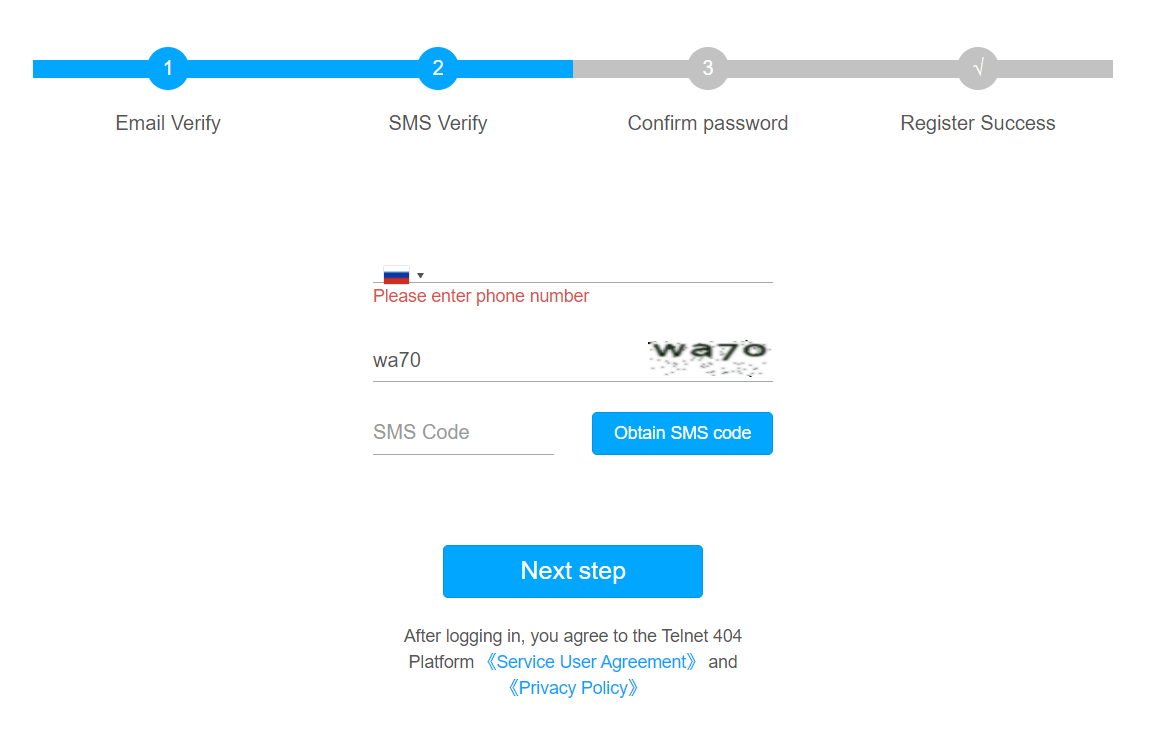 1 2 3 √
Email Verify SMS Verify Confirm password Register Success
Please enter phone number
wa70 wa70
SMS Code Obtain SMS code
Next step
After logging in, you agree to the Telnet 404
Platform 《Service User Agreement》 and
《Privacy Policy》